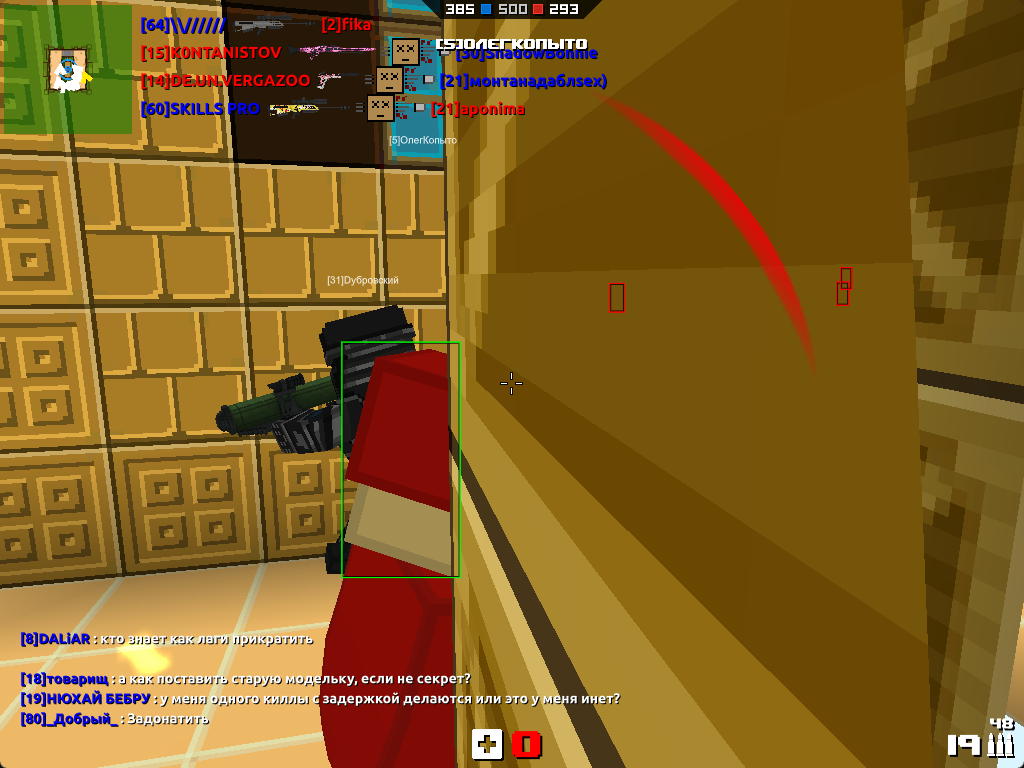 385 500 293
[64]\\////// [2]fika
[5]ОЛЕГКОПЫТО
[15]K0NTANISTOV [30]ShadowBonnie
[14]DE.UN.VERGAZOO [21]монтанадаблsex)
[60]SKILLS PRO [21]aponima
[5]ОлегКопыто
[31]Dубровский
[8]DALiAR : кто знает как лаги прикратить
[18]товарищ : а как поставить старую модельку, если не секрет?
[19]НЮХАЙ БЕБРУ : у меня одного киллы с задержкой делаются или это у меня инет?
[80]_Добрый_ : Задонатить
0
48
19